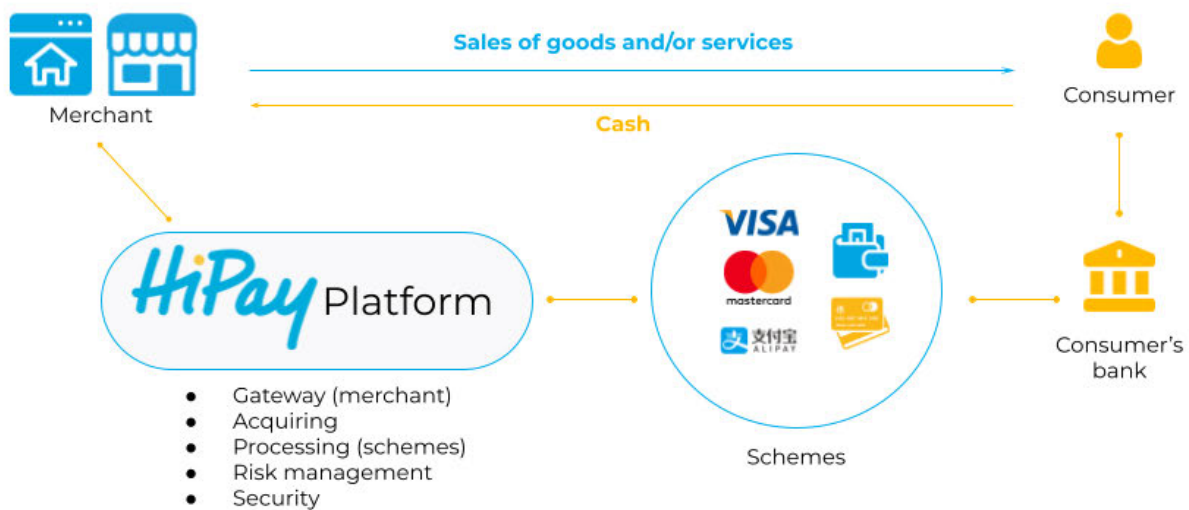 Sales of goods and/or services
Merchant
Consumer
Cash
HiPay Platform
VISA
mastercard
支付宝
ALIPAY
Consumer's
bank
● Gateway (merchant)
● Acquiring
● Processing (schemes)
● Risk management
● Security
Schemes